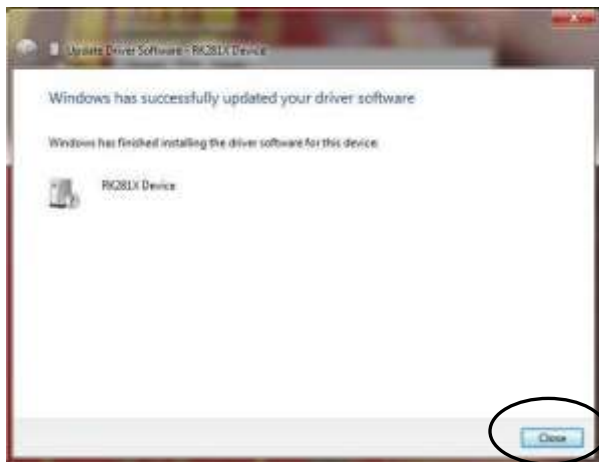 Update Driver Software - RK281X Device
Windows has successfully updated your driver software
Windows has finished installing the driver software for this device:
RK281X Device
Close